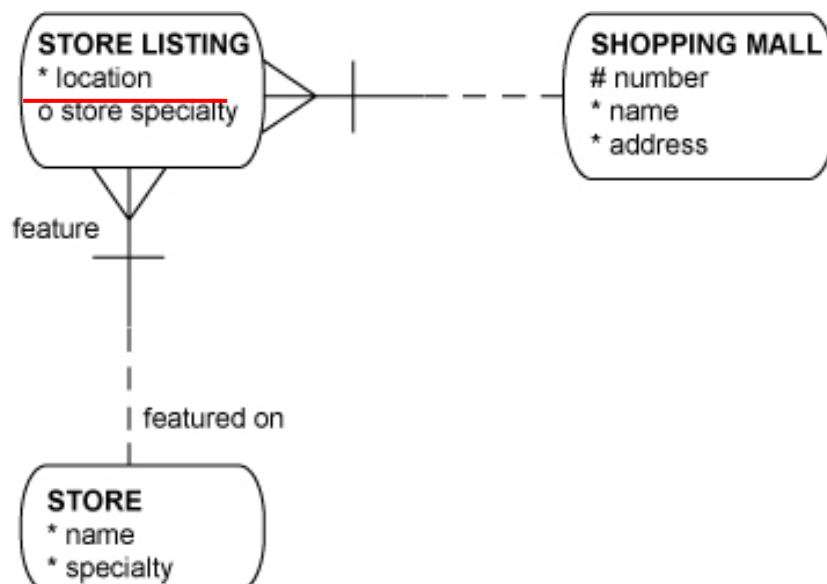 STORE LISTING
* location
o store specialty
SHOPPING MALL
# number
* name
* address
feature
featured on
STORE
* name
* specialty